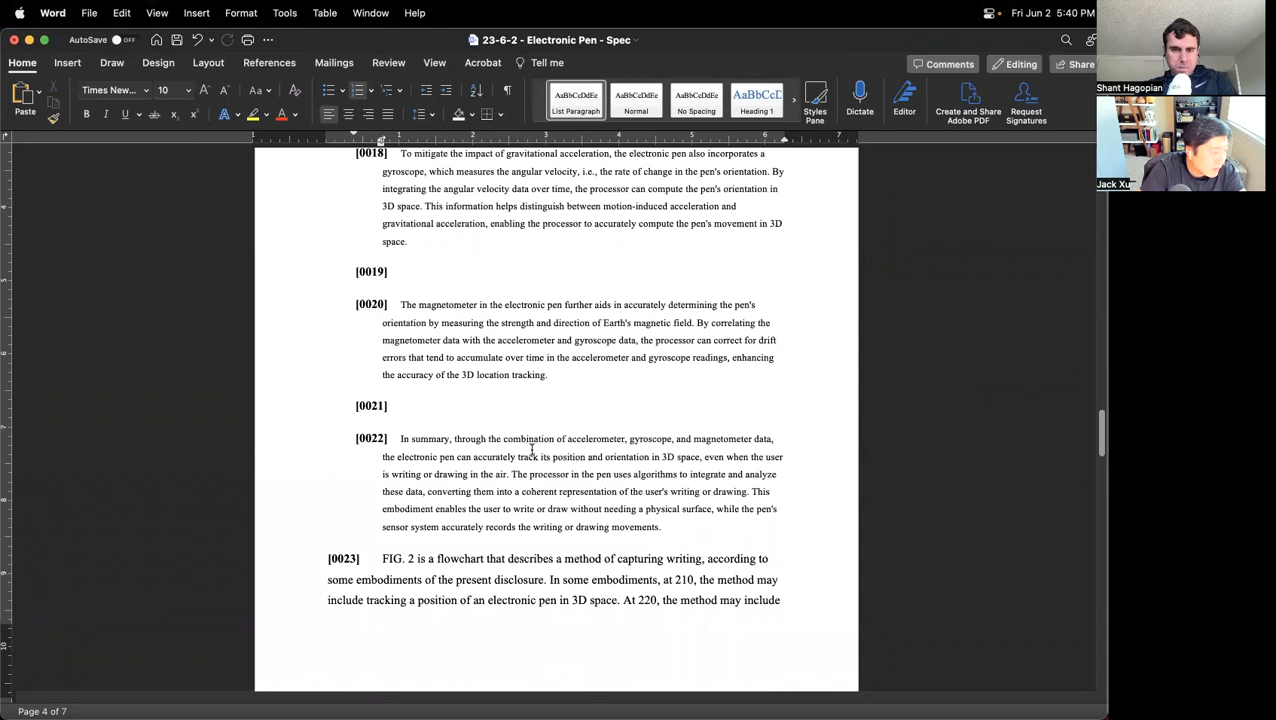 Word File Edit View Insert Format Tools Table Window Help Fri Jun 2 5:40 PM
AutoSave OFF 23-6-2 - Electronic Pen - Spec
Home Insert Draw Design Layout References Mailings Review View Acrobat Tell me Comments Editing Share
Paste Times New... 10 Aa AaBbCcDdEe AaBbCcDdEe AaBbCcDdEe AaBbCcD
B I U ab x A A List Paragraph Normal No Spacing Heading 1 Styles Pane Dictate Editor Create and Share Adobe PDF Request Signatures
Shant Hagopian
Jack Xu
1 1 2 3 4 5 6 7
[0018] To mitigate the impact of gravitational acceleration, the electronic pen also incorporates a
gyroscope, which measures the angular velocity, i.e., the rate of change in the pen's orientation. By
integrating the angular velocity data over time, the processor can compute the pen's orientation in
3D space. This information helps distinguish between motion-induced acceleration and
gravitational acceleration, enabling the processor to accurately compute the pen's movement in 3D
space.
[0019]
[0020] The magnetometer in the electronic pen further aids in accurately determining the pen's
orientation by measuring the strength and direction of Earth's magnetic field. By correlating the
magnetometer data with the accelerometer and gyroscope data, the processor can correct for drift
errors that tend to accumulate over time in the accelerometer and gyroscope readings, enhancing
the accuracy of the 3D location tracking.
[0021]
[0022] In summary, through the combination of accelerometer, gyroscope, and magnetometer data,
the electronic pen can accurately track its position and orientation in 3D space, even when the user
is writing or drawing in the air. The processor in the pen uses algorithms to integrate and analyze
these data, converting them into a coherent representation of the user's writing or drawing. This
embodiment enables the user to write or draw without needing a physical surface, while the pen's
sensor system accurately records the writing or drawing movements.
[0023] FIG. 2 is a flowchart that describes a method of capturing writing, according to
some embodiments of the present disclosure. In some embodiments, at 210, the method may
include tracking a position of an electronic pen in 3D space. At 220, the method may include
Page 4 of 7